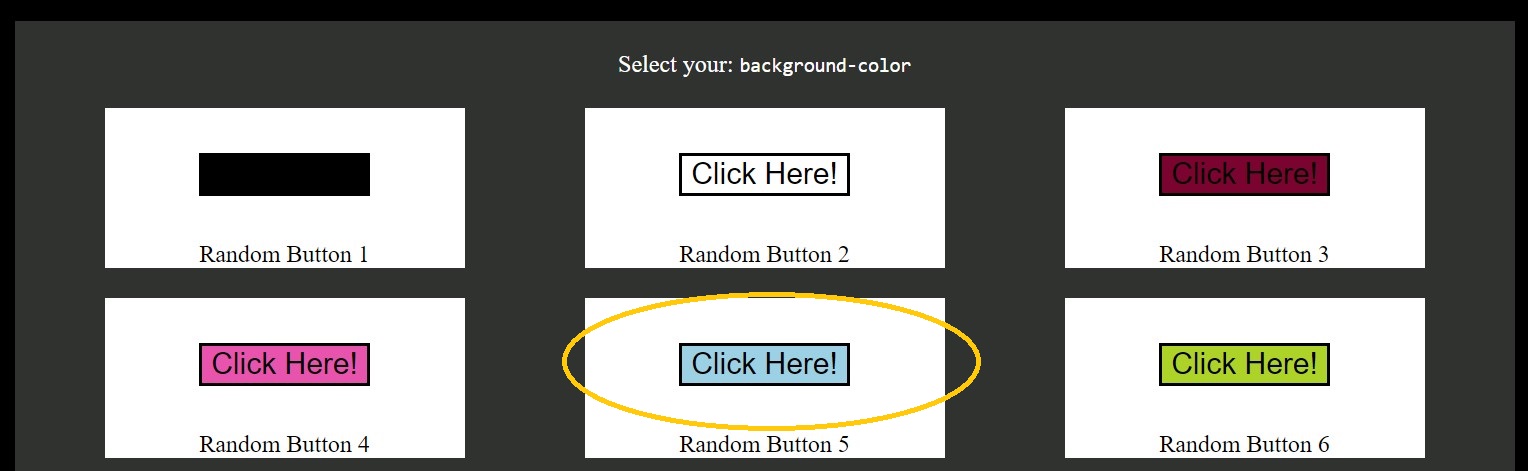 Select your: background-color
Click Here! Click Here!
Random Button 1 Random Button 2 Random Button 3
Click Here! Click Here! Click Here!
Random Button 4 Random Button 5 Random Button 6